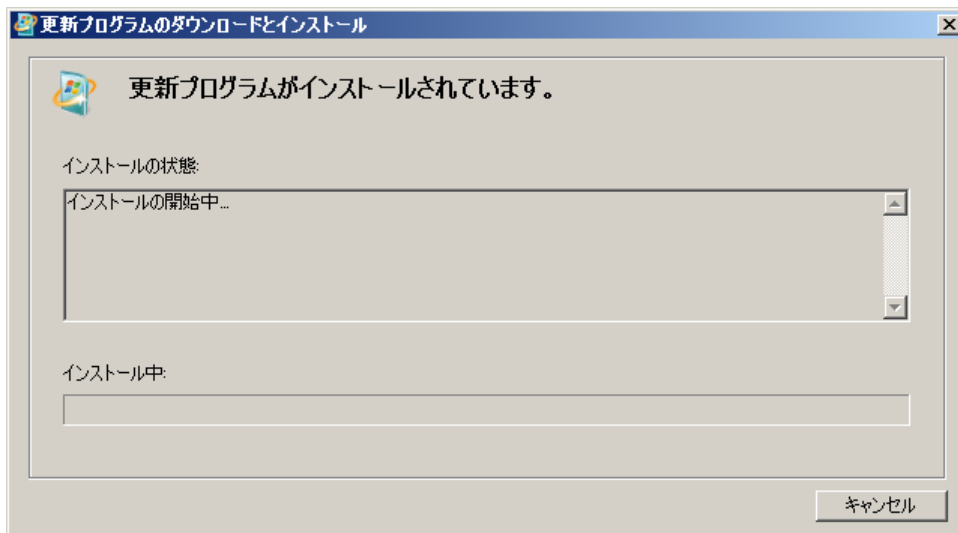 更新プログラムのダウンロードとインストール
更新プログラムがインストールされています。
インストールの状態:
インストールの開始中...
インストール中:
キャンセル